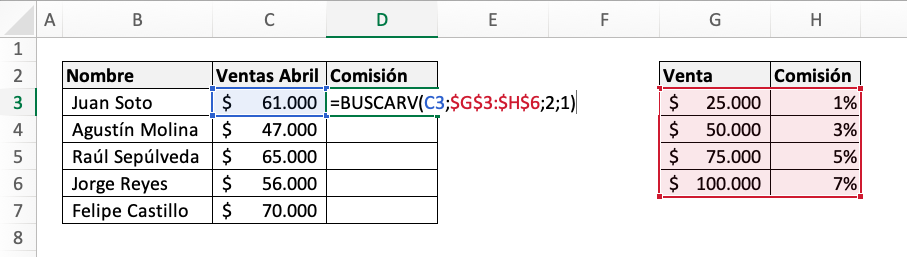 A B C D E F G H
1
2 Nombre Ventas Abril Comisión Venta Comisión
3 Juan Soto $ 61.000 =BUSCARV(C3;$G$3:$H$6;2;1) $ 25.000 1%
4 Agustín Molina $ 47.000 $ 50.000 3%
5 Raúl Sepúlveda $ 65.000 $ 75.000 5%
6 Jorge Reyes $ 56.000 $ 100.000 7%
7 Felipe Castillo $ 70.000
8